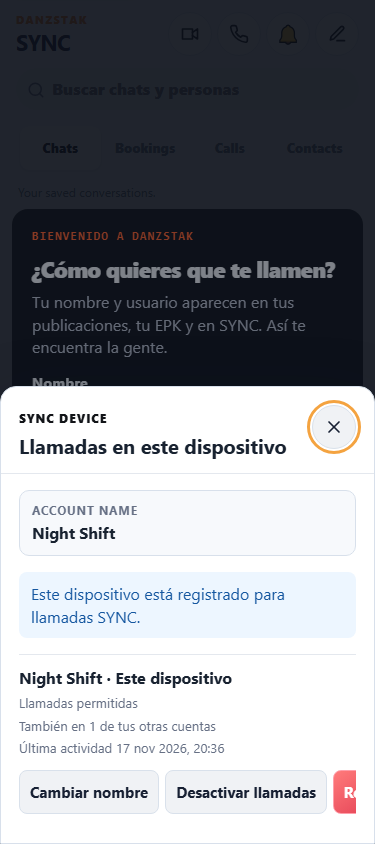 DANZSTAK
SYNC
Buscar chats y personas
Chats
Bookings
Calls
Contacts
Your saved conversations.
BIENVENIDO A DANZSTAK
¿Cómo quieres que te llamen?
Tu nombre y usuario aparecen en tus
publicaciones, tu EPK y en SYNC. Así te
encuentra la gente.
Nombre
SYNC DEVICE
Llamadas en este dispositivo
ACCOUNT NAME
Night Shift
Este dispositivo está registrado para
llamadas SYNC.
Night Shift · Este dispositivo
Llamadas permitidas
También en 1 de tus otras cuentas
Última actividad 17 nov 2026, 20:36
Cambiar nombre
Desactivar llamadas